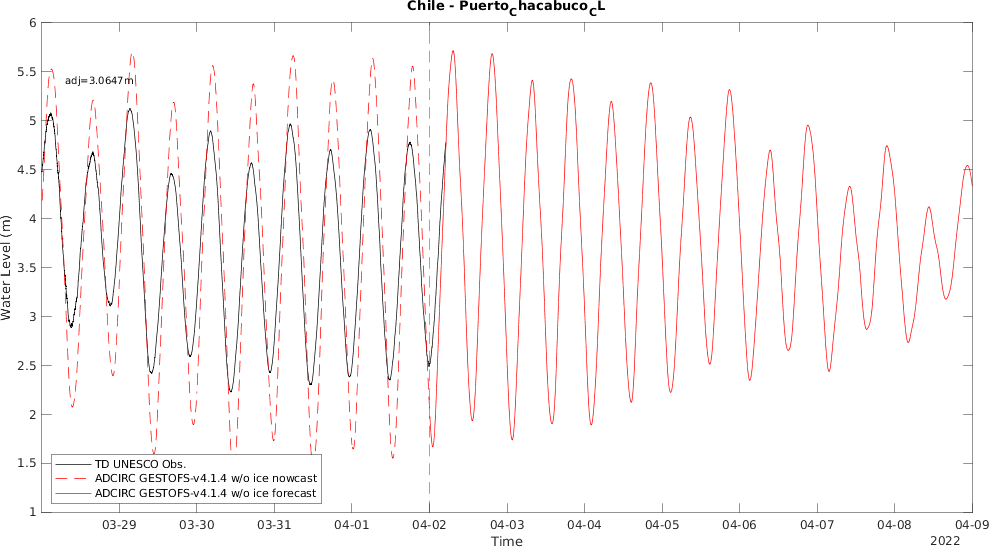 Chile - Puerto_Chacabuco_CL
6
5.5
5
4.5
4
3.5
3
2.5
2
1.5
1
Water Level (m)
adj=3.0647m
TD UNESCO Obs.
ADCIRC GESTOFS-v4.1.4 w/o ice nowcast
ADCIRC GESTOFS-v4.1.4 w/o ice forecast
03-29 03-30 03-31 04-01 04-02 04-03 04-04 04-05 04-06 04-07 04-08 04-09
Time
2022